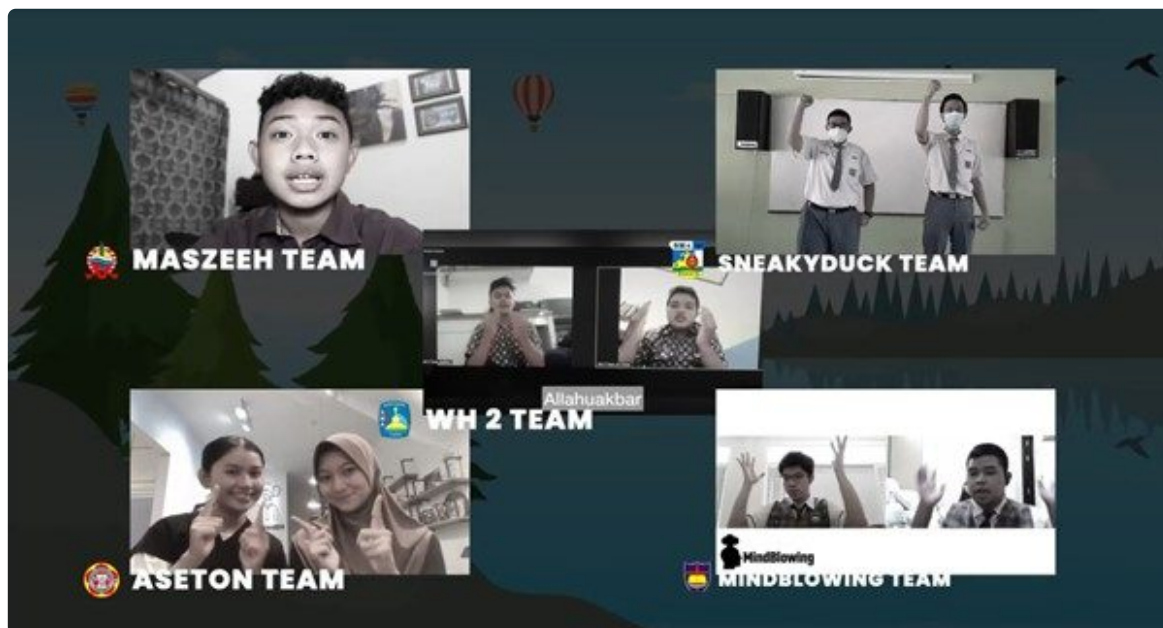 MASZEEH TEAM
SNEAKYDUCK TEAM
Allahuakbar
WH 2 TEAM
MindBlowing
ASETON TEAM
MINDBLOWING TEAM